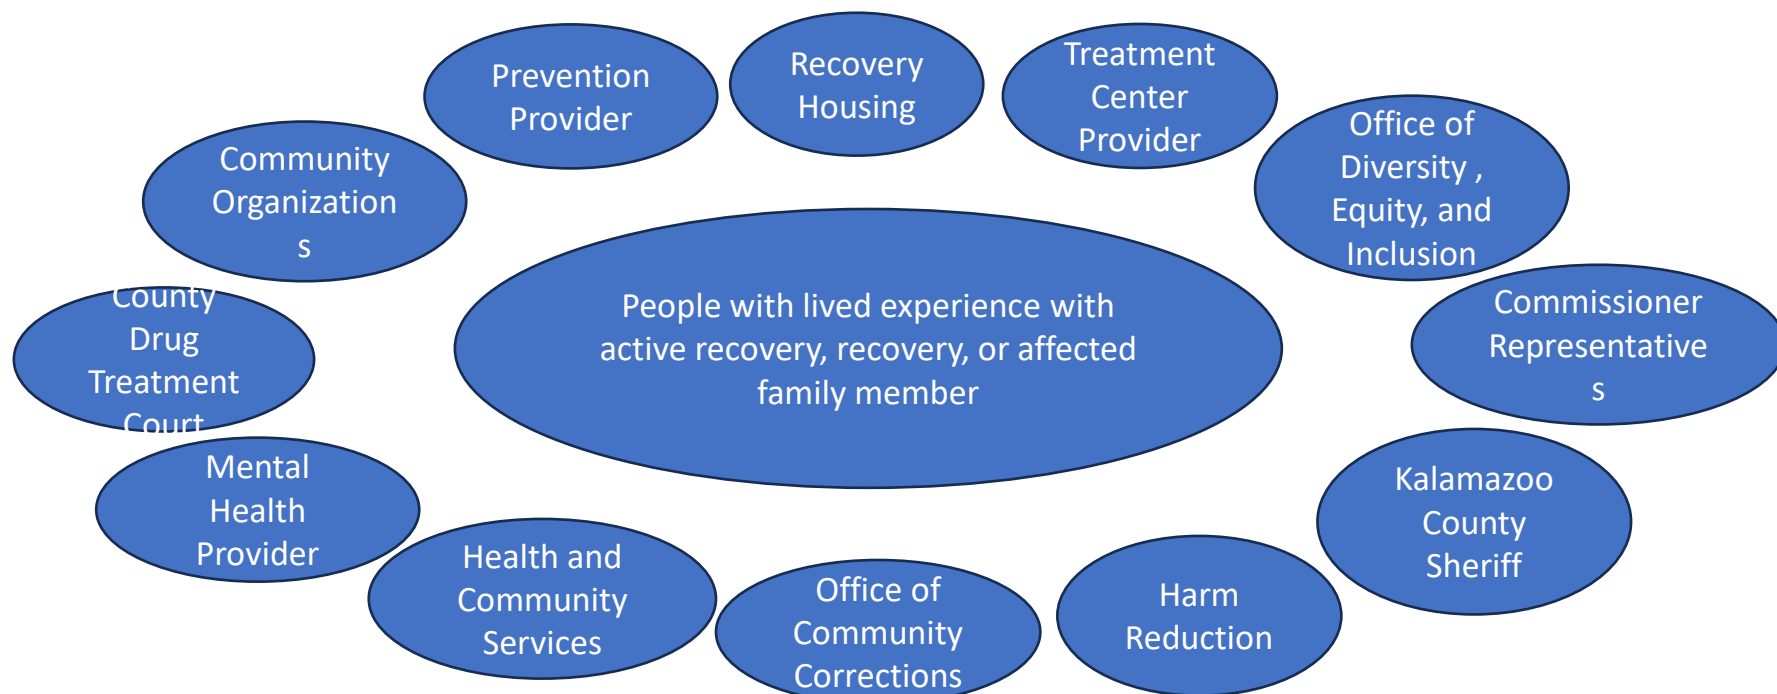 Prevention
Provider
Recovery
Housing
Treatment
Center
Provider
Community
Organization
s
Office of
Diversity ,
Equity, and
Inclusion
County
Drug
Treatment
Court
People with lived experience with
active recovery, recovery, or affected
family member
Commissioner
Representative
s
Mental
Health
Provider
Kalamazoo
County
Sheriff
Health and
Community
Services
Office of
Community
Corrections
Harm
Reduction